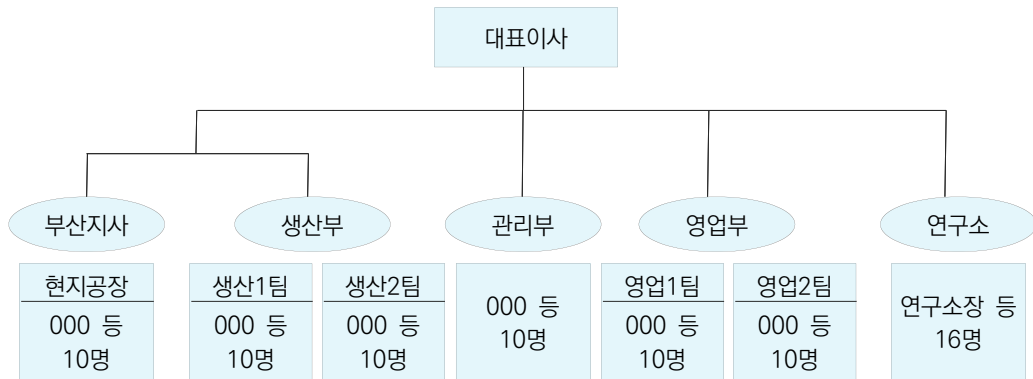 대표이사
부산지사
생산부
관리부
영업부
연구소
현지공장
000 등
10명
생산1팀
000 등
10명
생산2팀
000 등
10명
000 등
10명
영업1팀
000 등
10명
영업2팀
000 등
10명
연구소장 등
16명